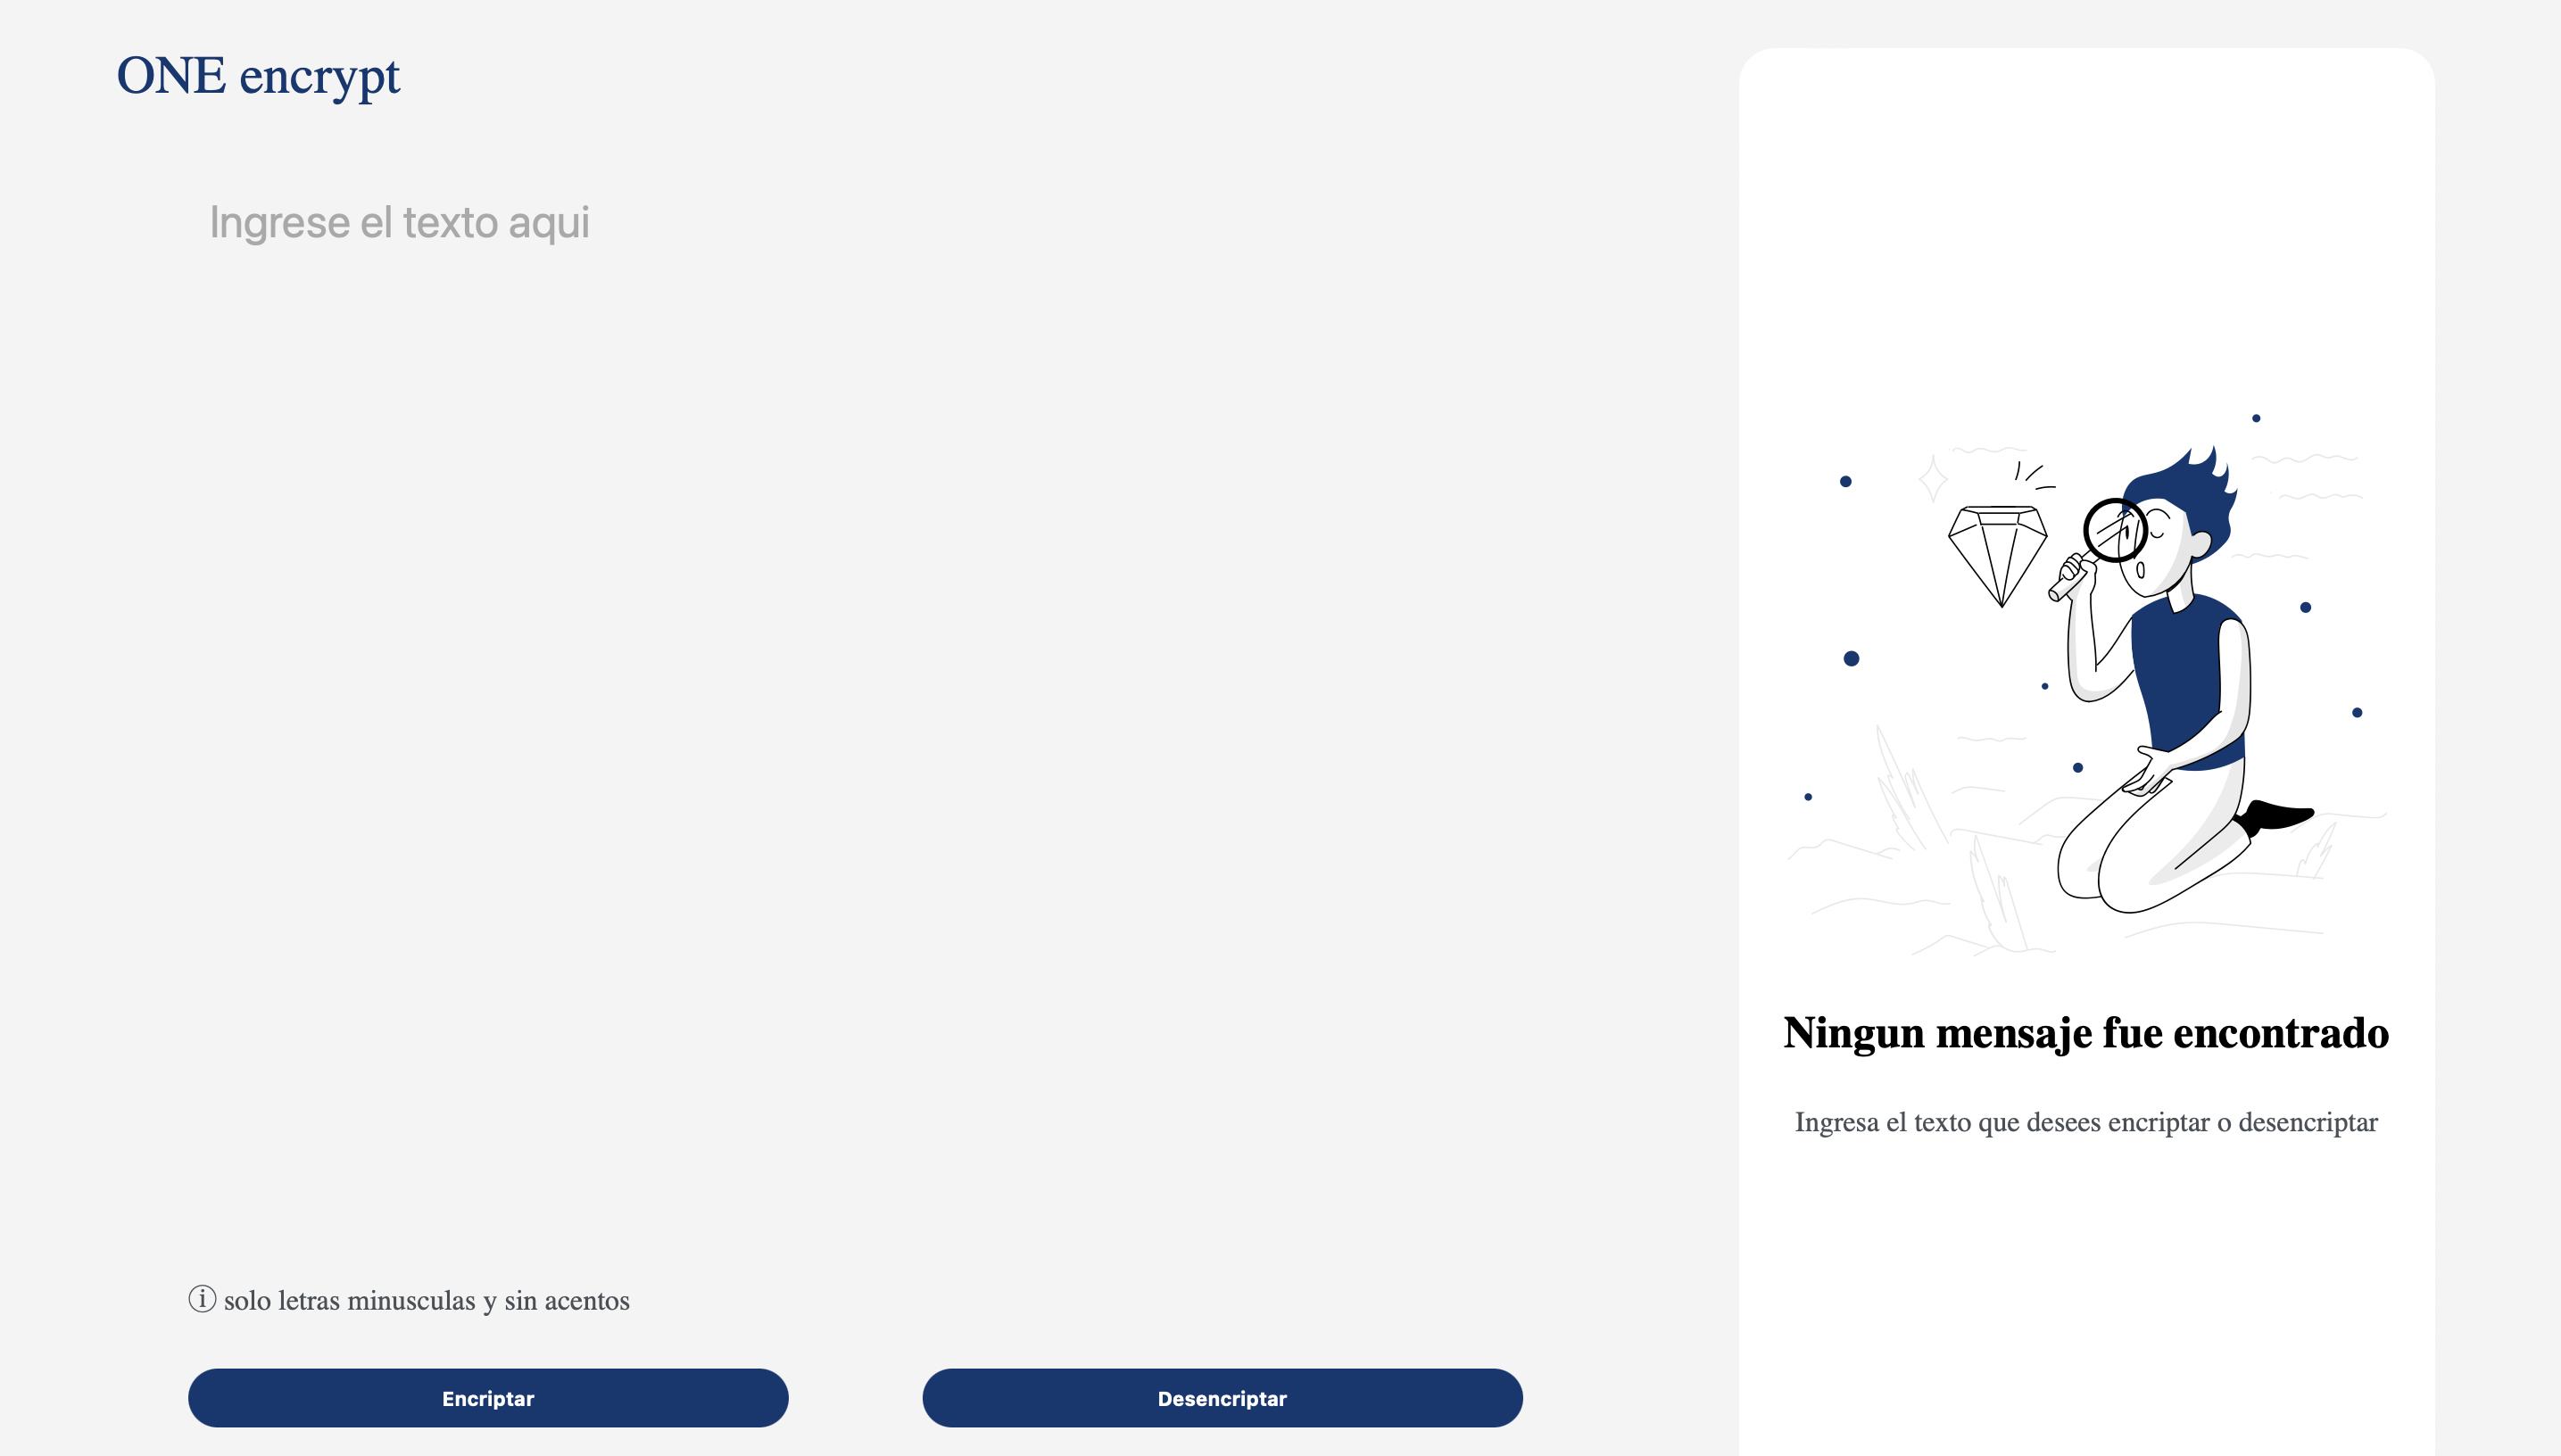 ONE encrypt
Ingrese el texto aqui
ⓘ solo letras minusculas y sin acentos
Encriptar
Desencriptar
Ningun mensaje fue encontrado
Ingresa el texto que desees encriptar o desencriptar